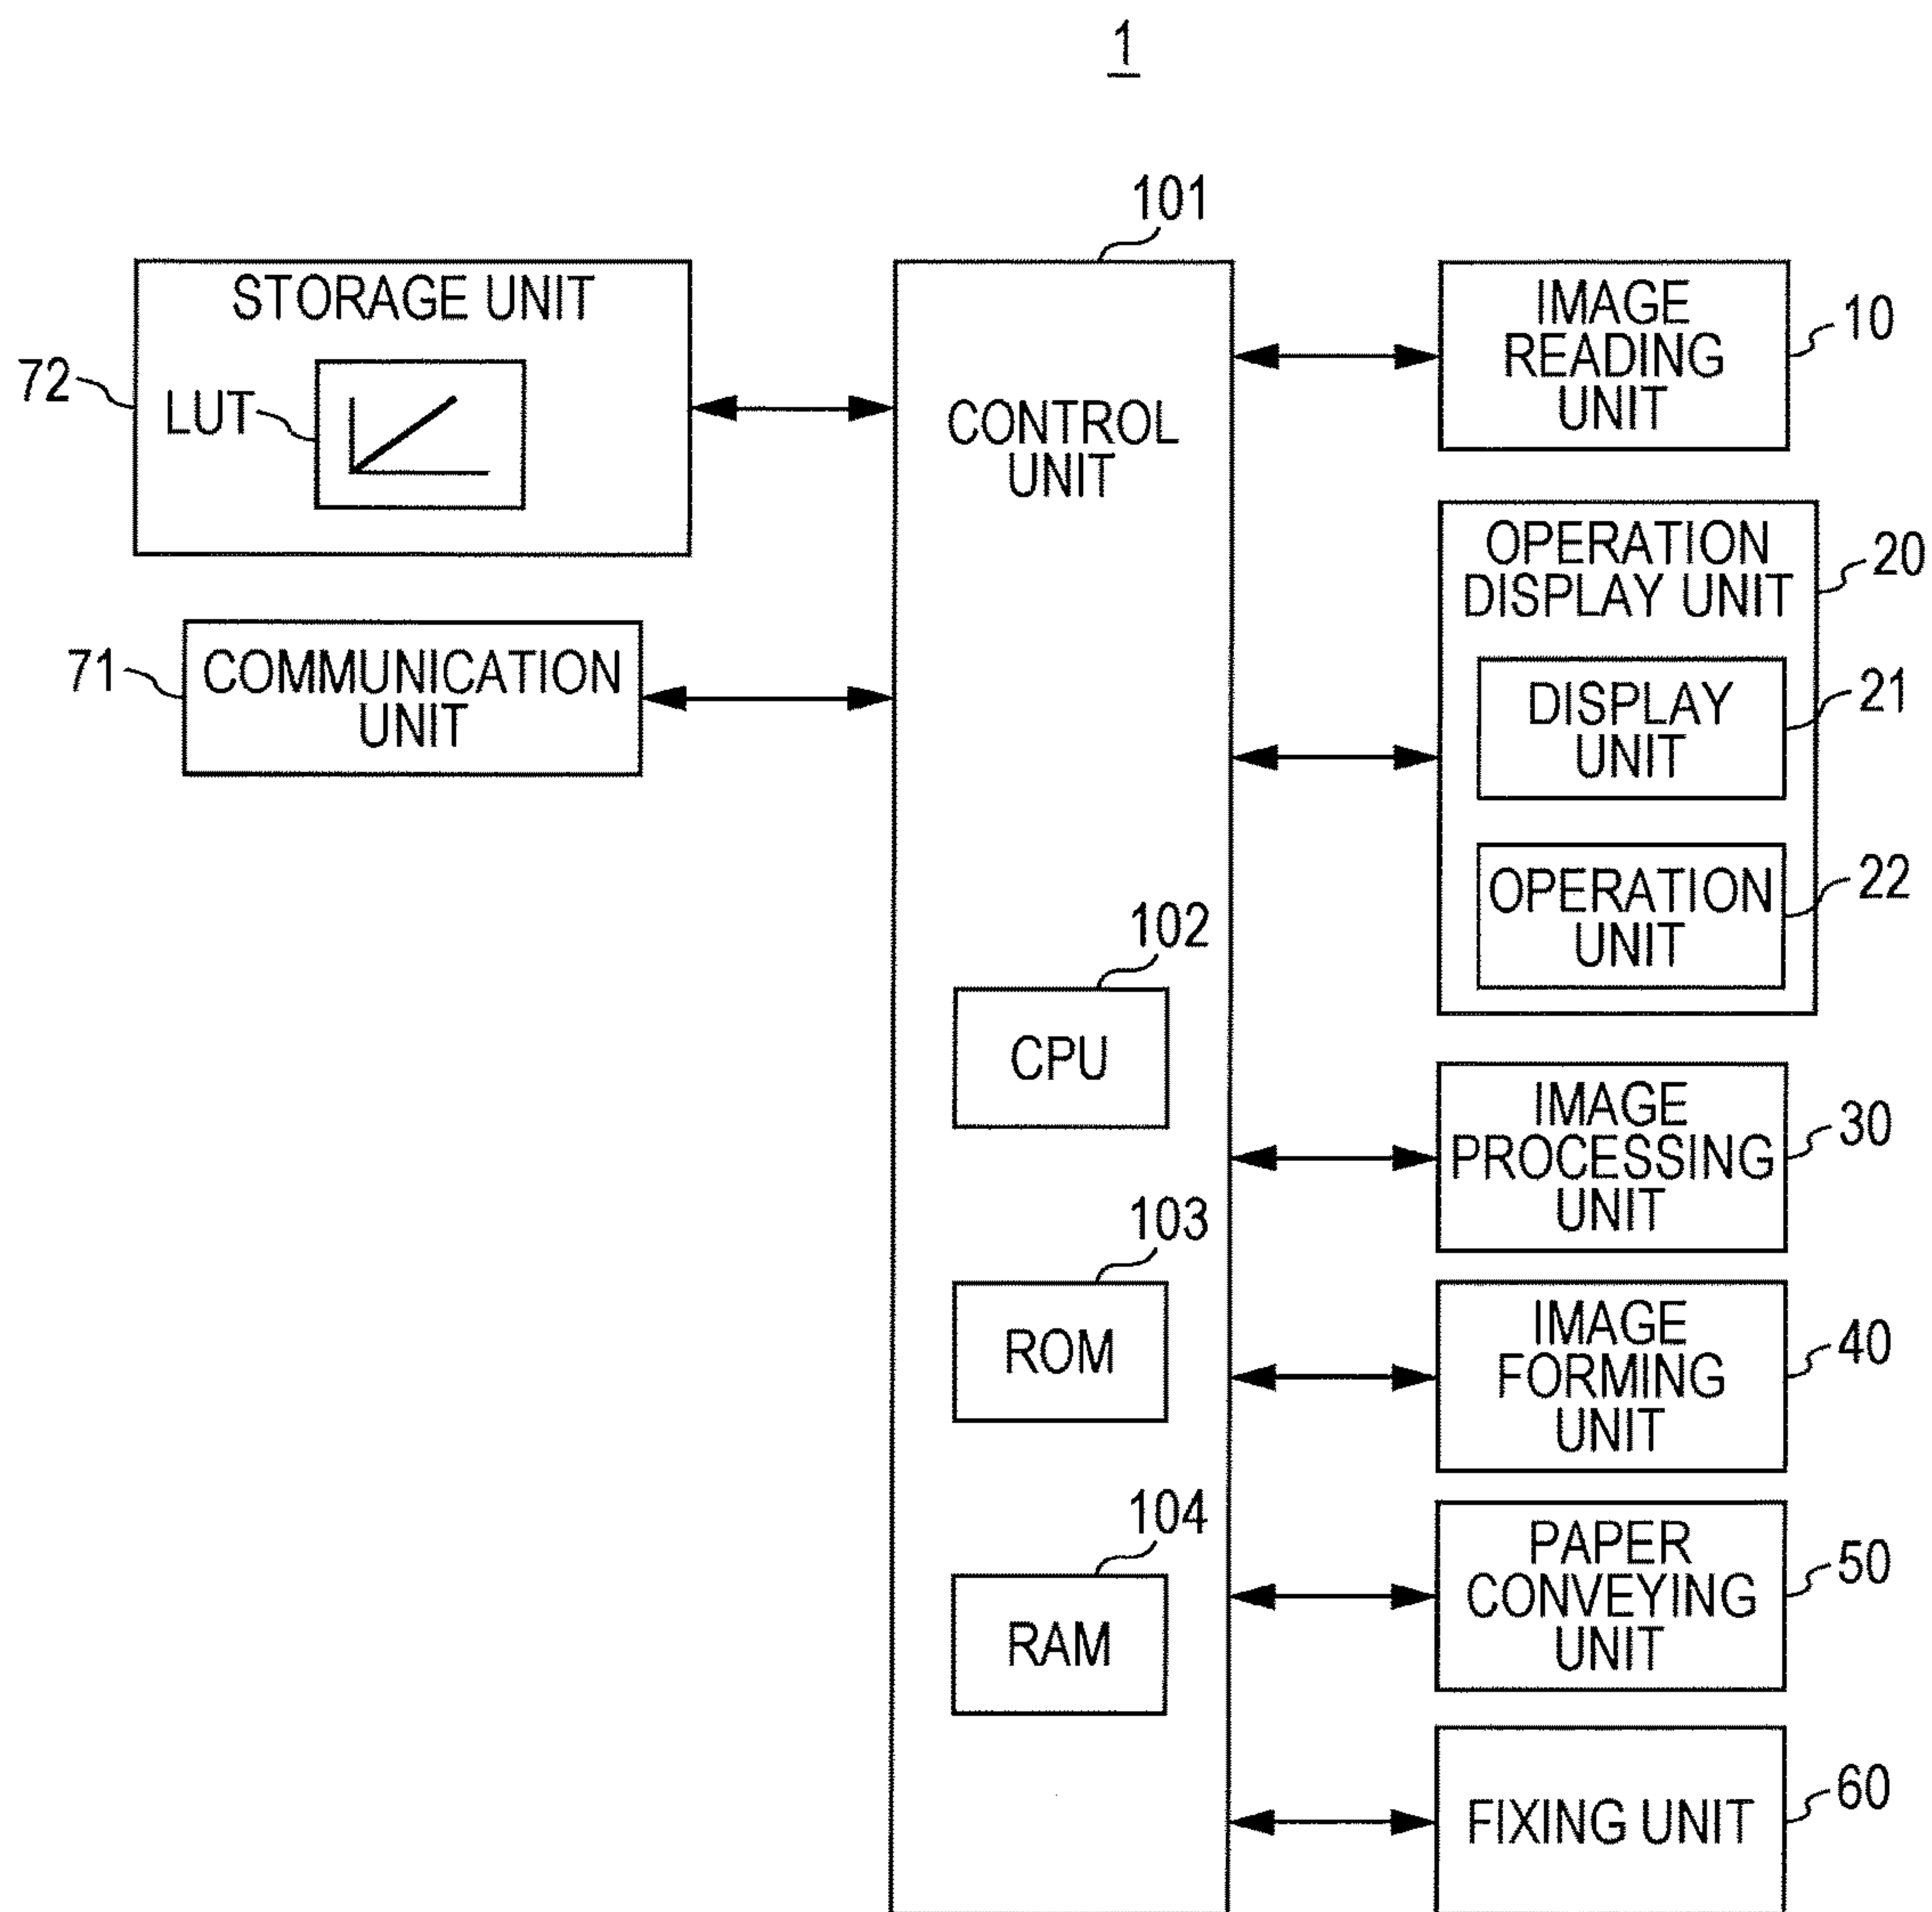 1
101
STORAGE UNIT
72
LUT
CONTROL
UNIT
71
COMMUNICATION
UNIT
102
CPU
103
ROM
104
RAM
IMAGE
READING
UNIT
10
OPERATION
DISPLAY UNIT
20
DISPLAY
UNIT
21
OPERATION
UNIT
22
IMAGE
PROCESSING
UNIT
30
IMAGE
FORMING
UNIT
40
PAPER
CONVEYING
UNIT
50
FIXING UNIT
60